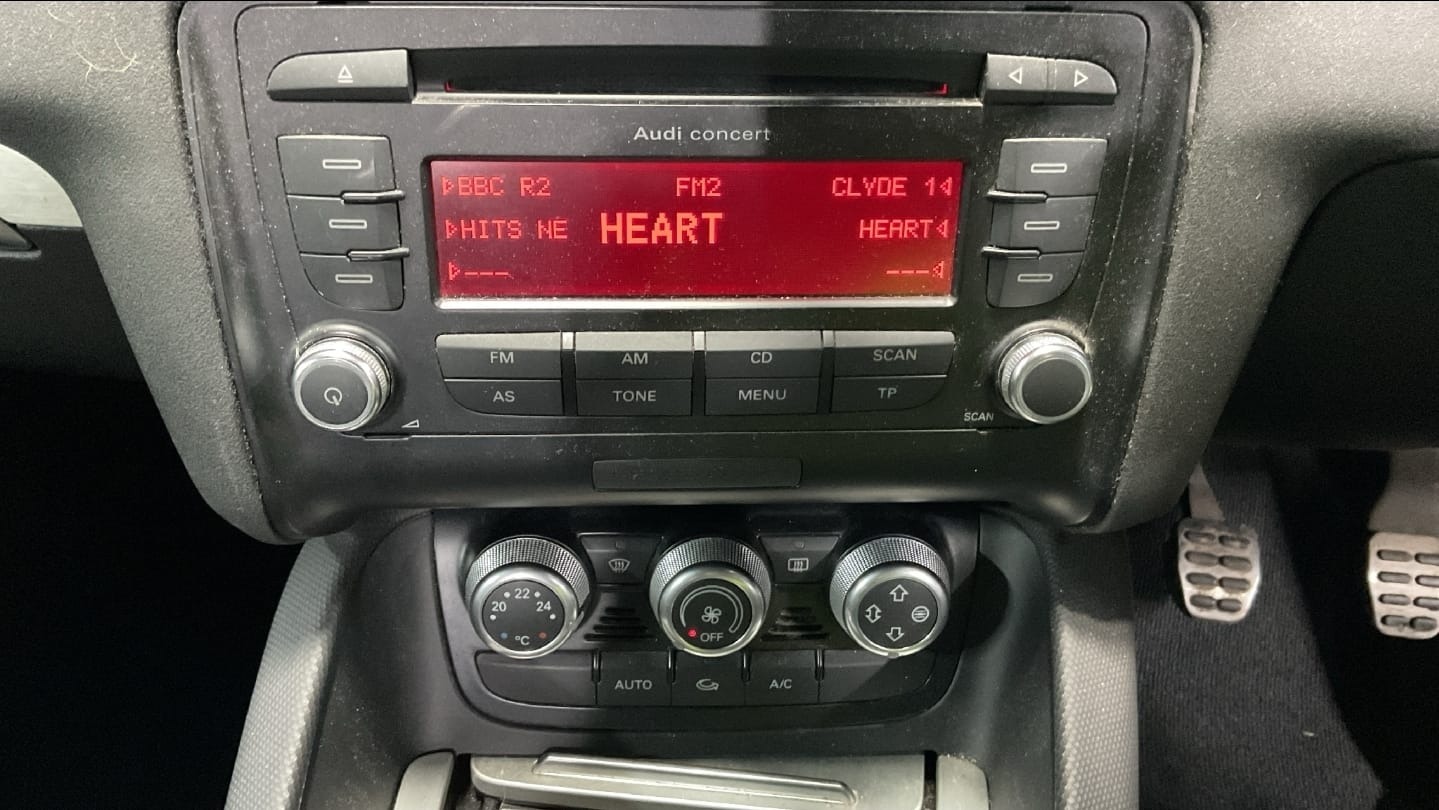 Audi concert
BBC R2 FM2 CLYDE 1
HITS NE HEART HEART
--- ---
FM AM CD SCAN
AS TONE MENU TP
SCAN
20 22 24
°C
OFF
AUTO A/C